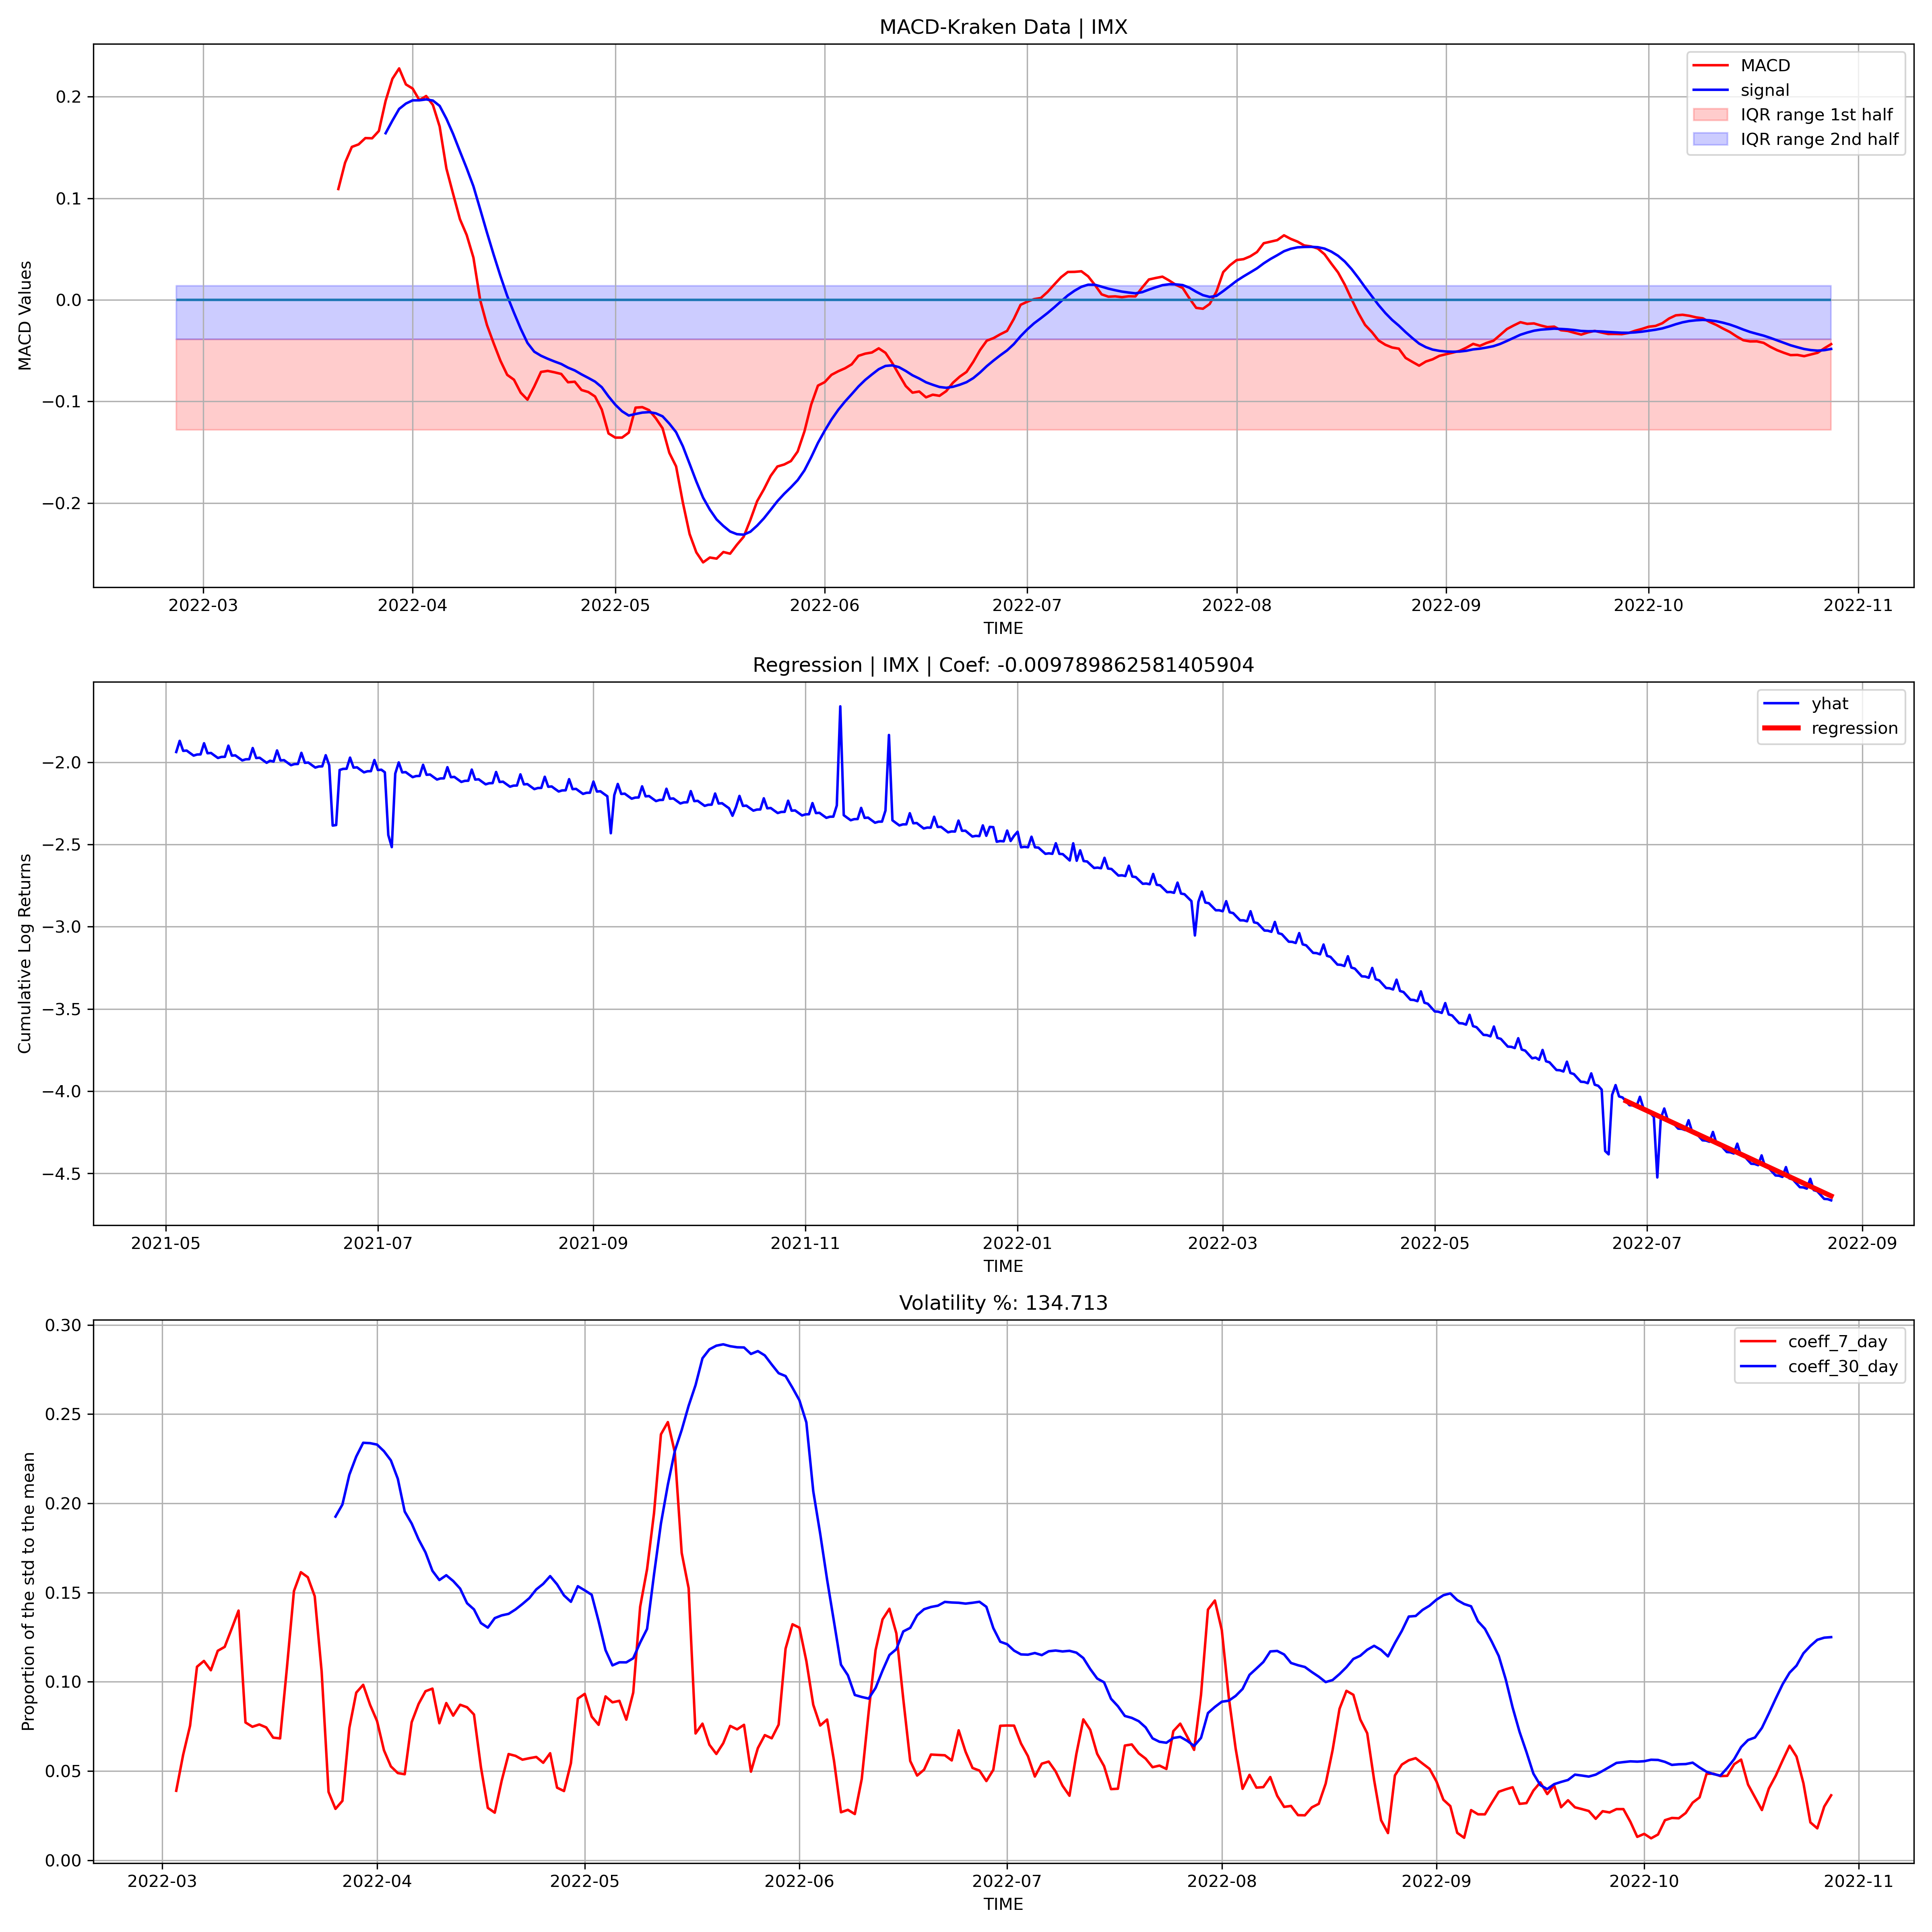 MACD-Kraken Data | IMX
MACD
signal
IQR range 1st half
IQR range 2nd half
MACD Values
0.2
0.1
0.0
−0.1
−0.2
2022-03 2022-04 2022-05 2022-06 2022-07 2022-08 2022-09 2022-10 2022-11
TIME
Regression | IMX | Coef: -0.009789862581405904
yhat
regression
Cumulative Log Returns
−2.0
−2.5
−3.0
−3.5
−4.0
−4.5
2021-05 2021-07 2021-09 2021-11 2022-01 2022-03 2022-05 2022-07 2022-09
TIME
Volatility %: 134.713
coeff_7_day
coeff_30_day
Proportion of the std to the mean
0.30
0.25
0.20
0.15
0.10
0.05
0.00
2022-03 2022-04 2022-05 2022-06 2022-07 2022-08 2022-09 2022-10 2022-11
TIME